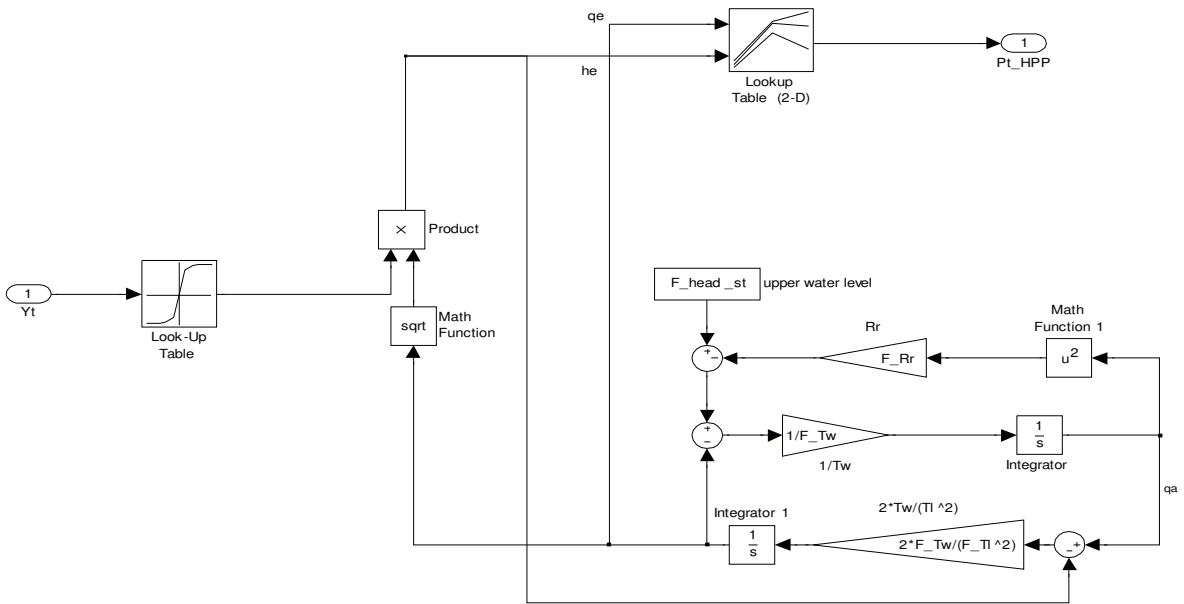 qe
he
Lookup
Table (2-D)
1
Pt_HPP
×
Product
1
Yt
Look-Up
Table
sqrt
Math
Function
F_head _st
upper water level
+
−
Rr
F_Rr
Math
Function 1
u²
+
−
1/F_Tw
1/Tw
1
s
Integrator
qa
Integrator 1
1
s
2*Tw/(Tl ^2)
2*F_Tw/(F_Tl ^2)
−
+